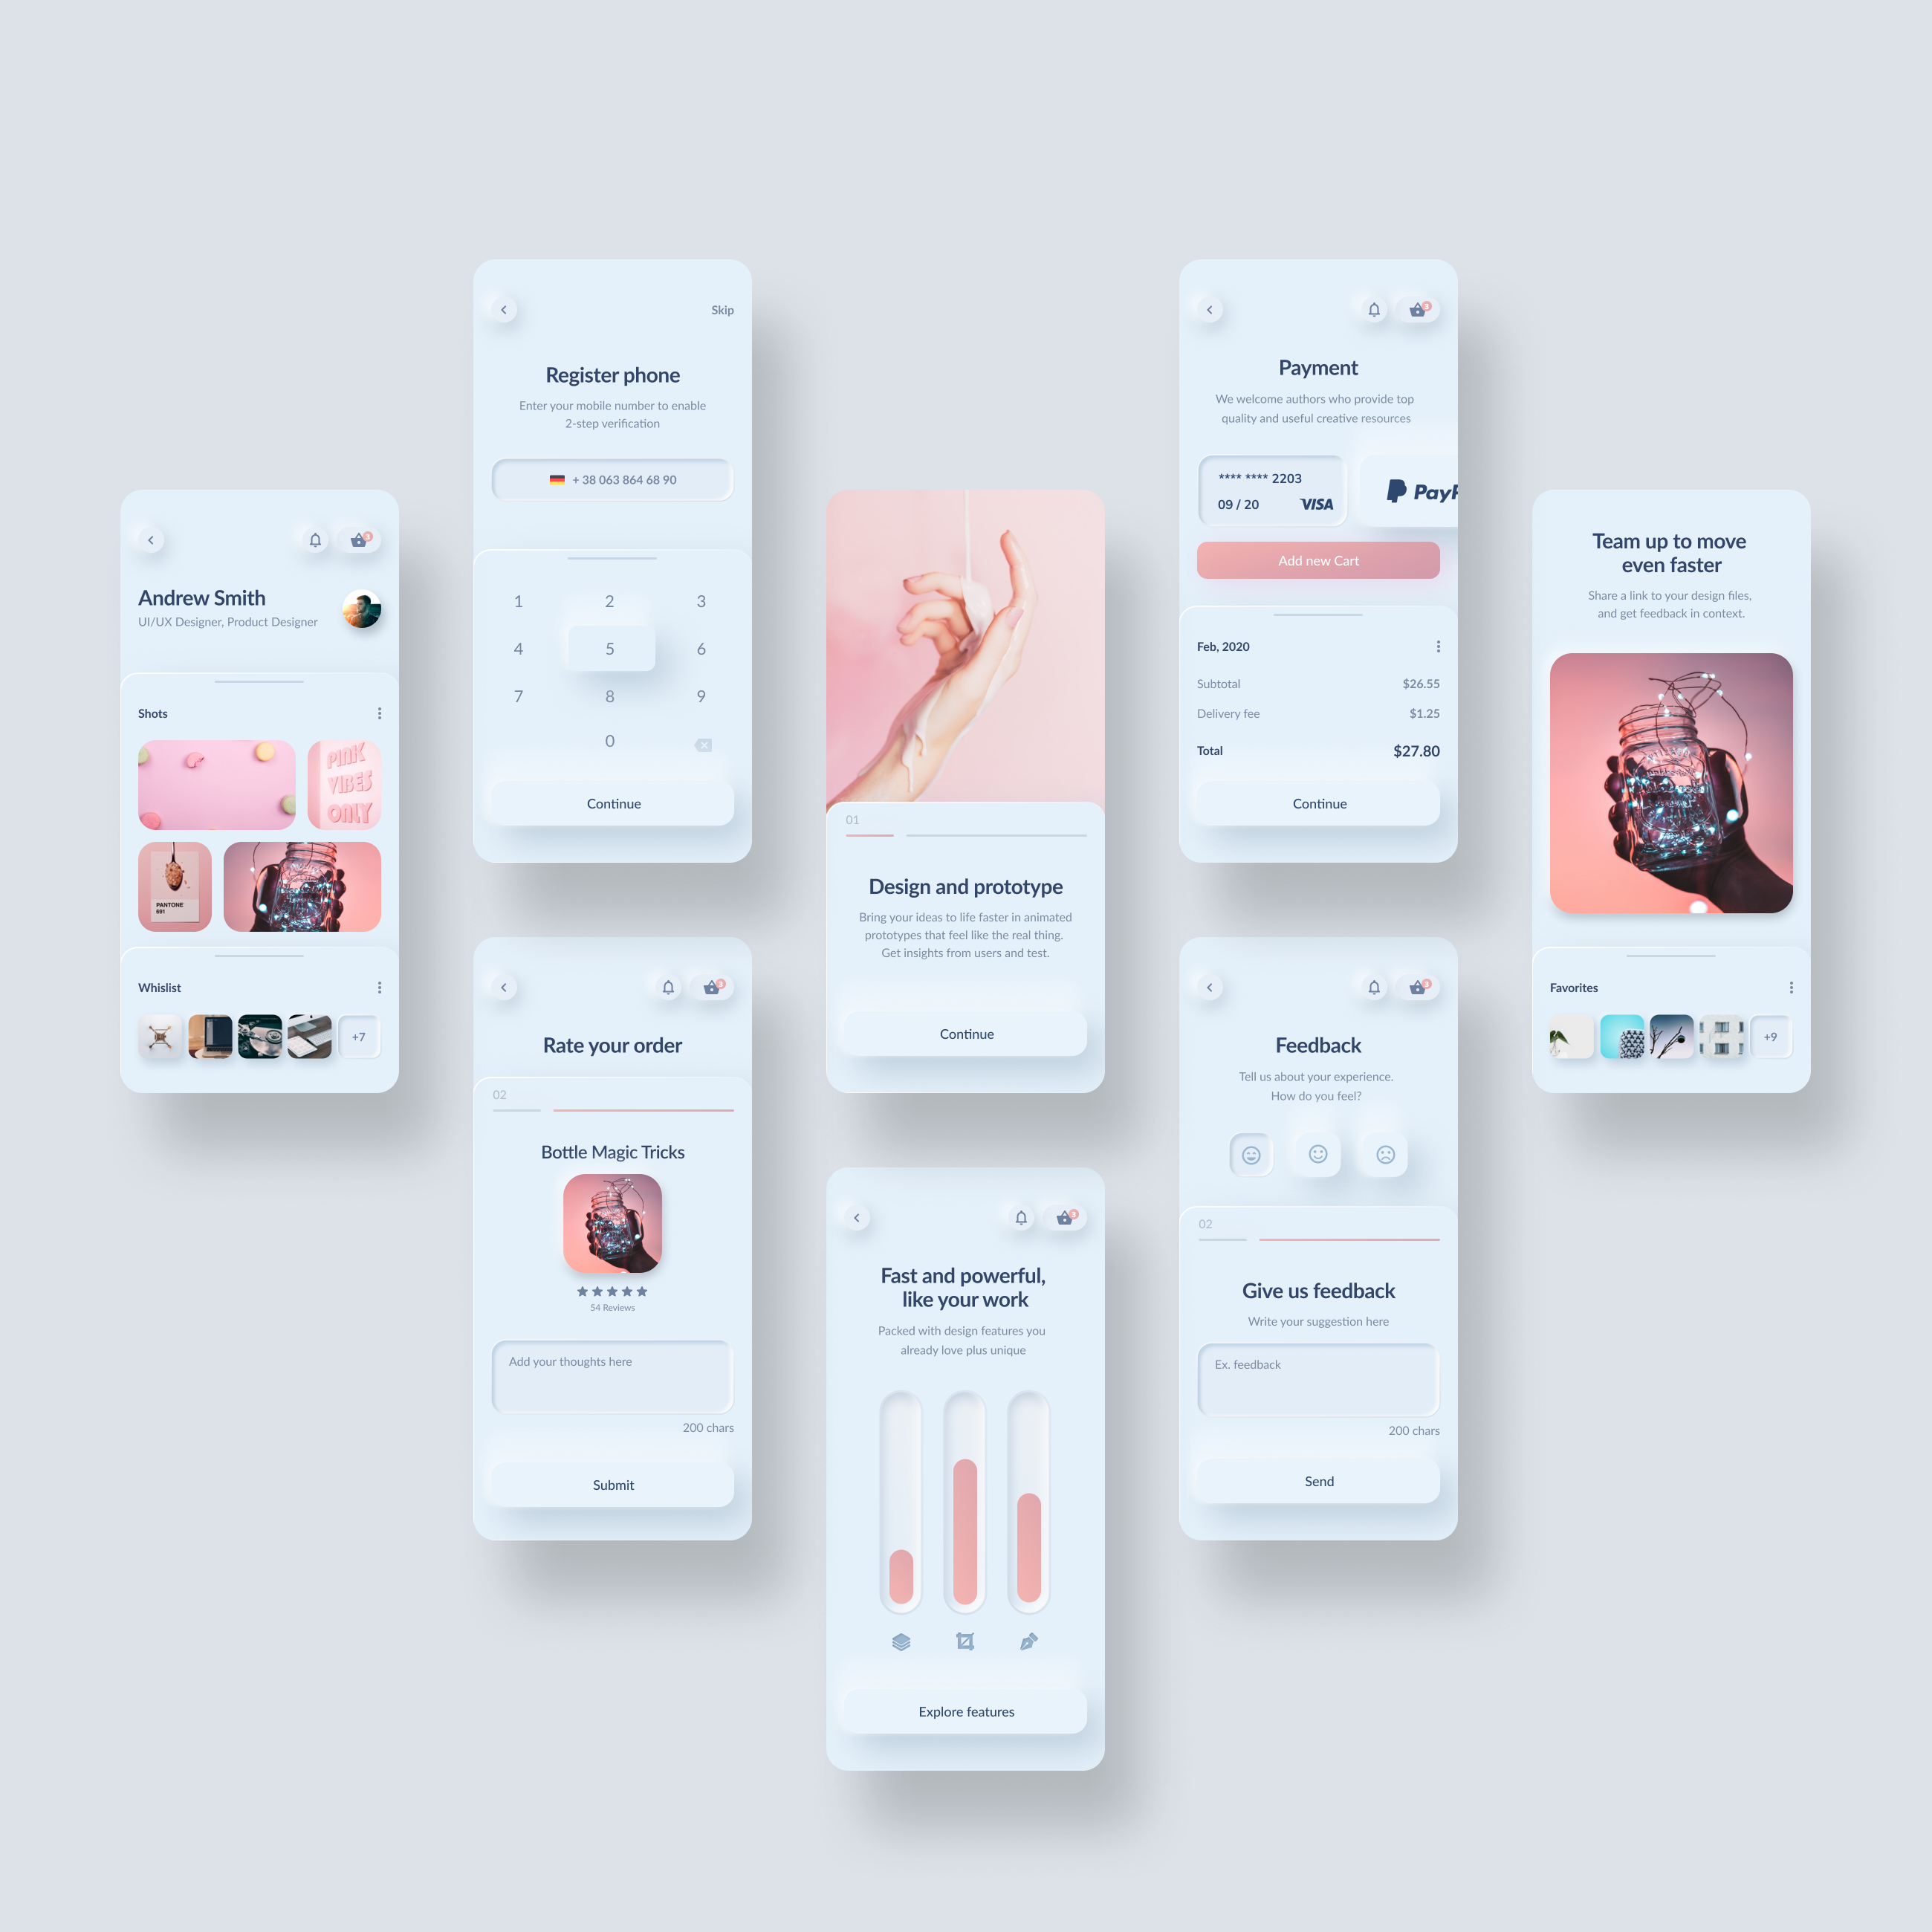 3
Andrew Smith
UI/UX Designer, Product Designer
Shots
PINK
VIBES
ONLY
PANTONE
691
Whislist
+7
Skip
Register phone
Enter your mobile number to enable
2-step verification
+ 38 063 864 68 90
1 2 3
4 5 6
7 8 9
0
Continue
3
Rate your order
02
Bottle Magic Tricks
54 Reviews
Add your thoughts here
200 chars
Submit
01
Design and prototype
Bring your ideas to life faster in animated
prototypes that feel like the real thing.
Get insights from users and test.
Continue
3
Fast and powerful,
like your work
Packed with design features you
already love plus unique
Explore features
3
Payment
We welcome authors who provide top
quality and useful creative resources
**** **** 2203
09 / 20 VISA
PayP
Add new Cart
Feb, 2020
Subtotal $26.55
Delivery fee $1.25
Total $27.80
Continue
3
Feedback
Tell us about your experience.
How do you feel?
02
Give us feedback
Write your suggestion here
Ex. feedback
200 chars
Send
Team up to move
even faster
Share a link to your design files,
and get feedback in context.
Favorites
+9